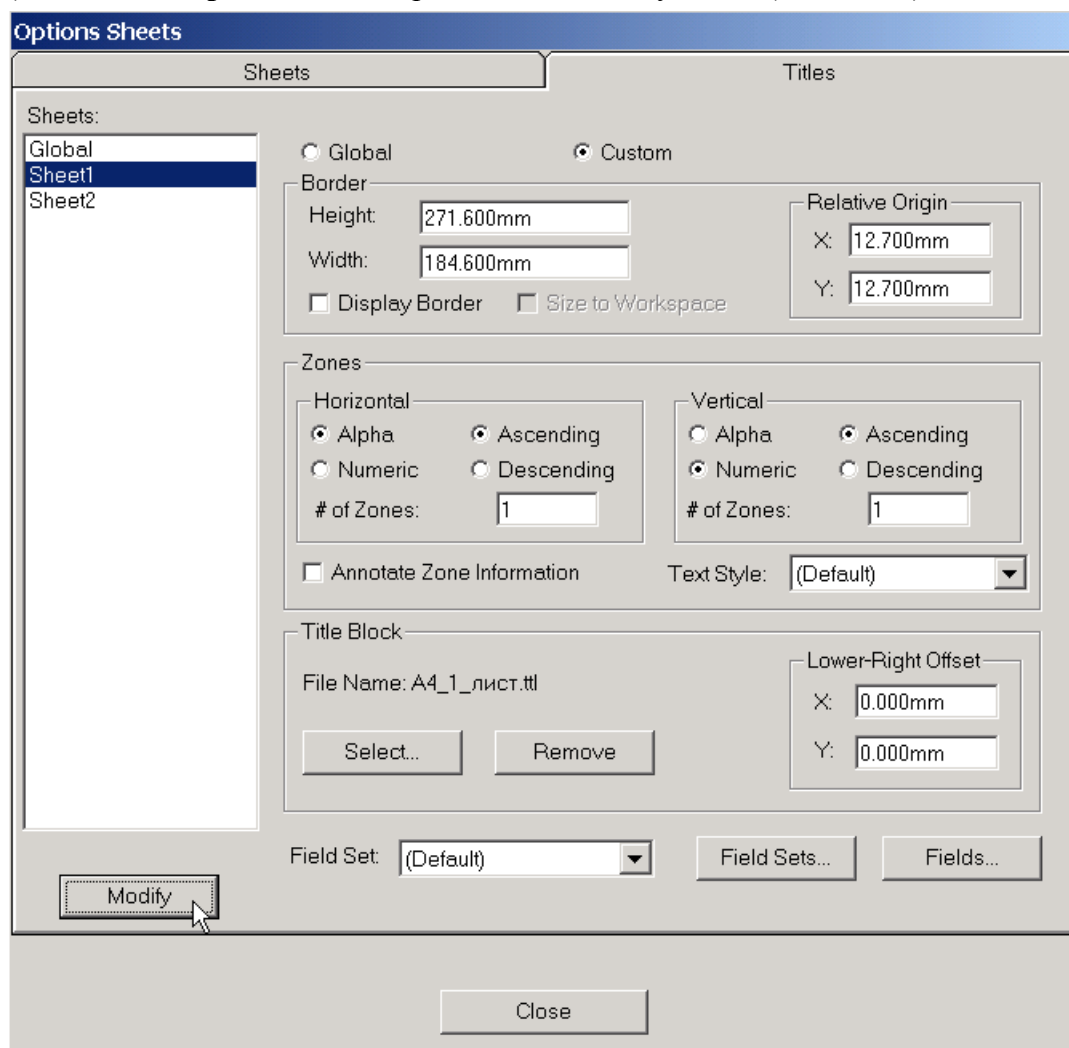 Options Sheets
Sheets Titles
Sheets:
Global
Sheet1
Sheet2
Global Custom
Border
Height: 271.600mm
Width: 184.600mm
Display Border Size to Workspace
Relative Origin
X: 12.700mm
Y: 12.700mm
Zones
Horizontal
Alpha Ascending
Numeric Descending
# of Zones: 1
Vertical
Alpha Ascending
Numeric Descending
# of Zones: 1
Annotate Zone Information Text Style: (Default)
Title Block
File Name: A4_1_лист.ttl
Select... Remove
Lower-Right Offset
X: 0.000mm
Y: 0.000mm
Field Set: (Default) Field Sets... Fields...
Modify
Close